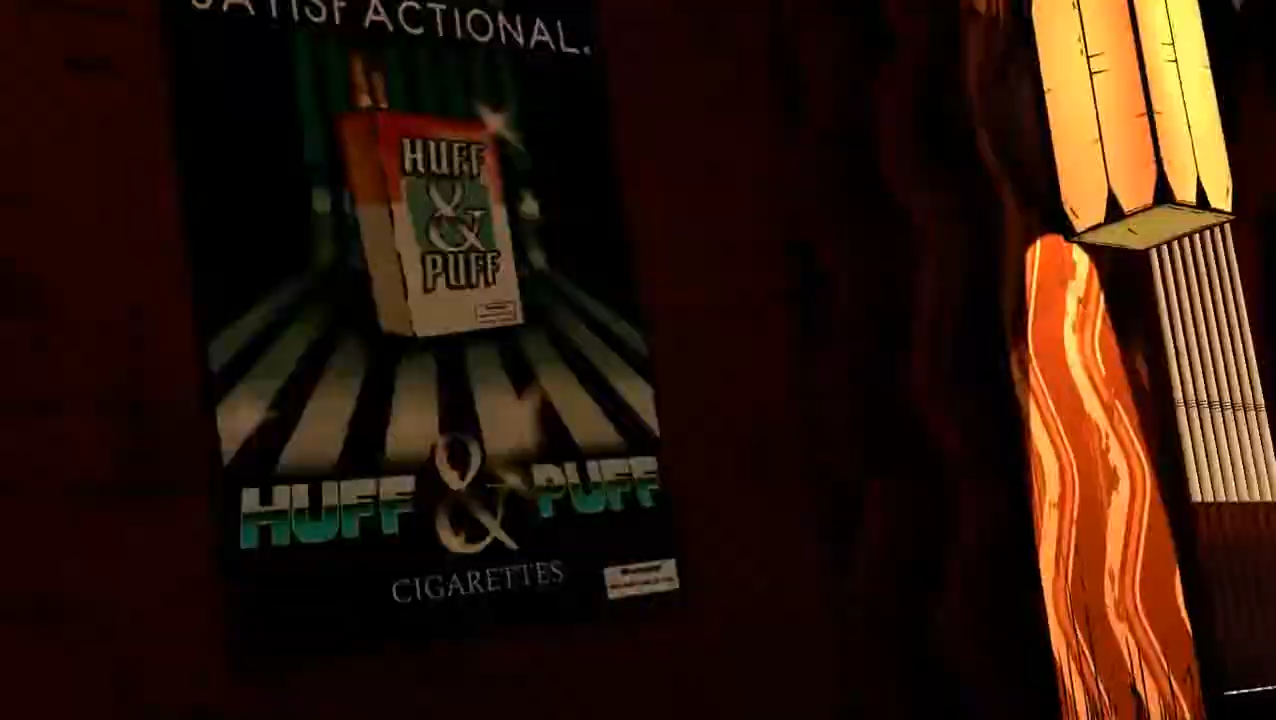 SATISFACTIONAL.
HUFF
&
PUFF
HUFF & PUFF
CIGARETTES